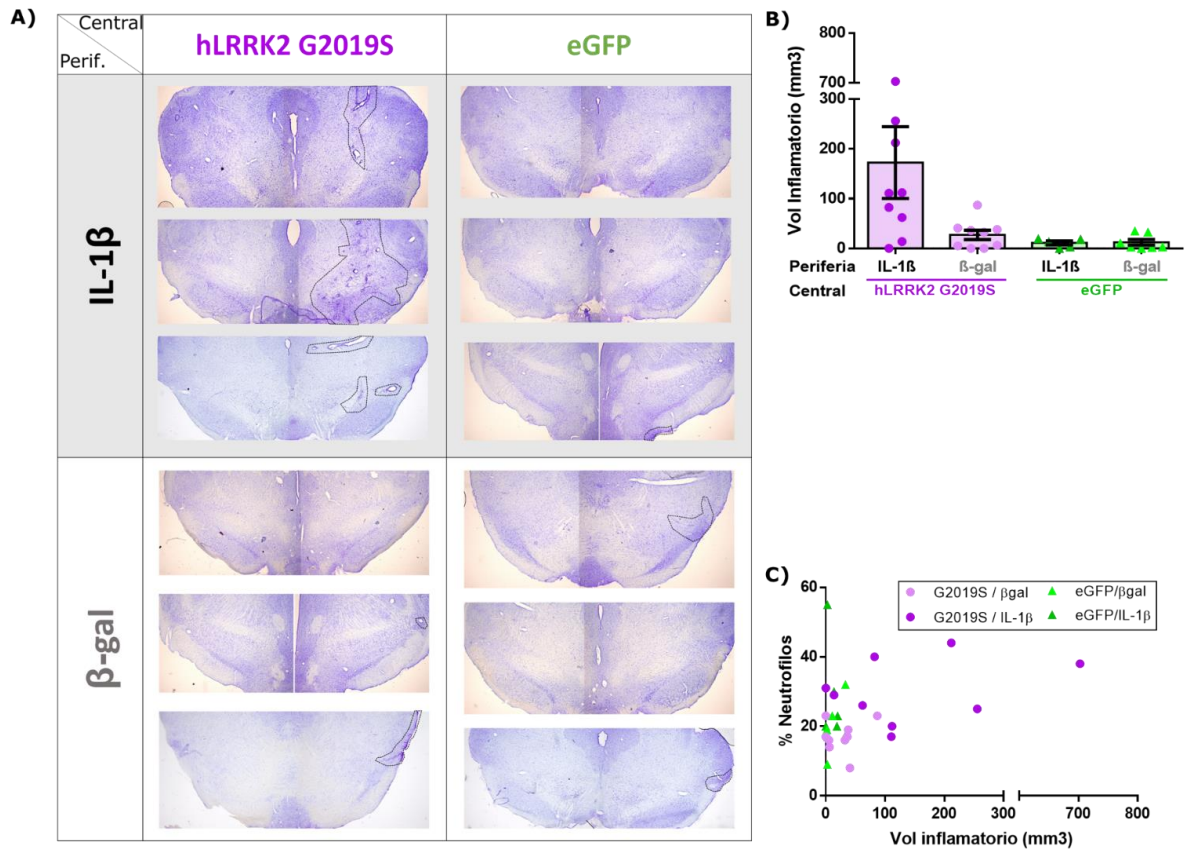 A)
Central
Perif.
hLRRK2 G2019S
eGFP
IL-1β
β-gal
B)
Vol Inflamatorio (mm3)
800
700
300
200
100
0
Periferia IL-1ß ß-gal IL-1ß ß-gal
Central hLRRK2 G2019S eGFP
C)
% Neutrofilos
60
40
20
0
G2019S / βgal eGFP/βgal
G2019S / IL-1β eGFP/IL-1β
0 100 200 300 600 700 800
Vol inflamatorio (mm3)